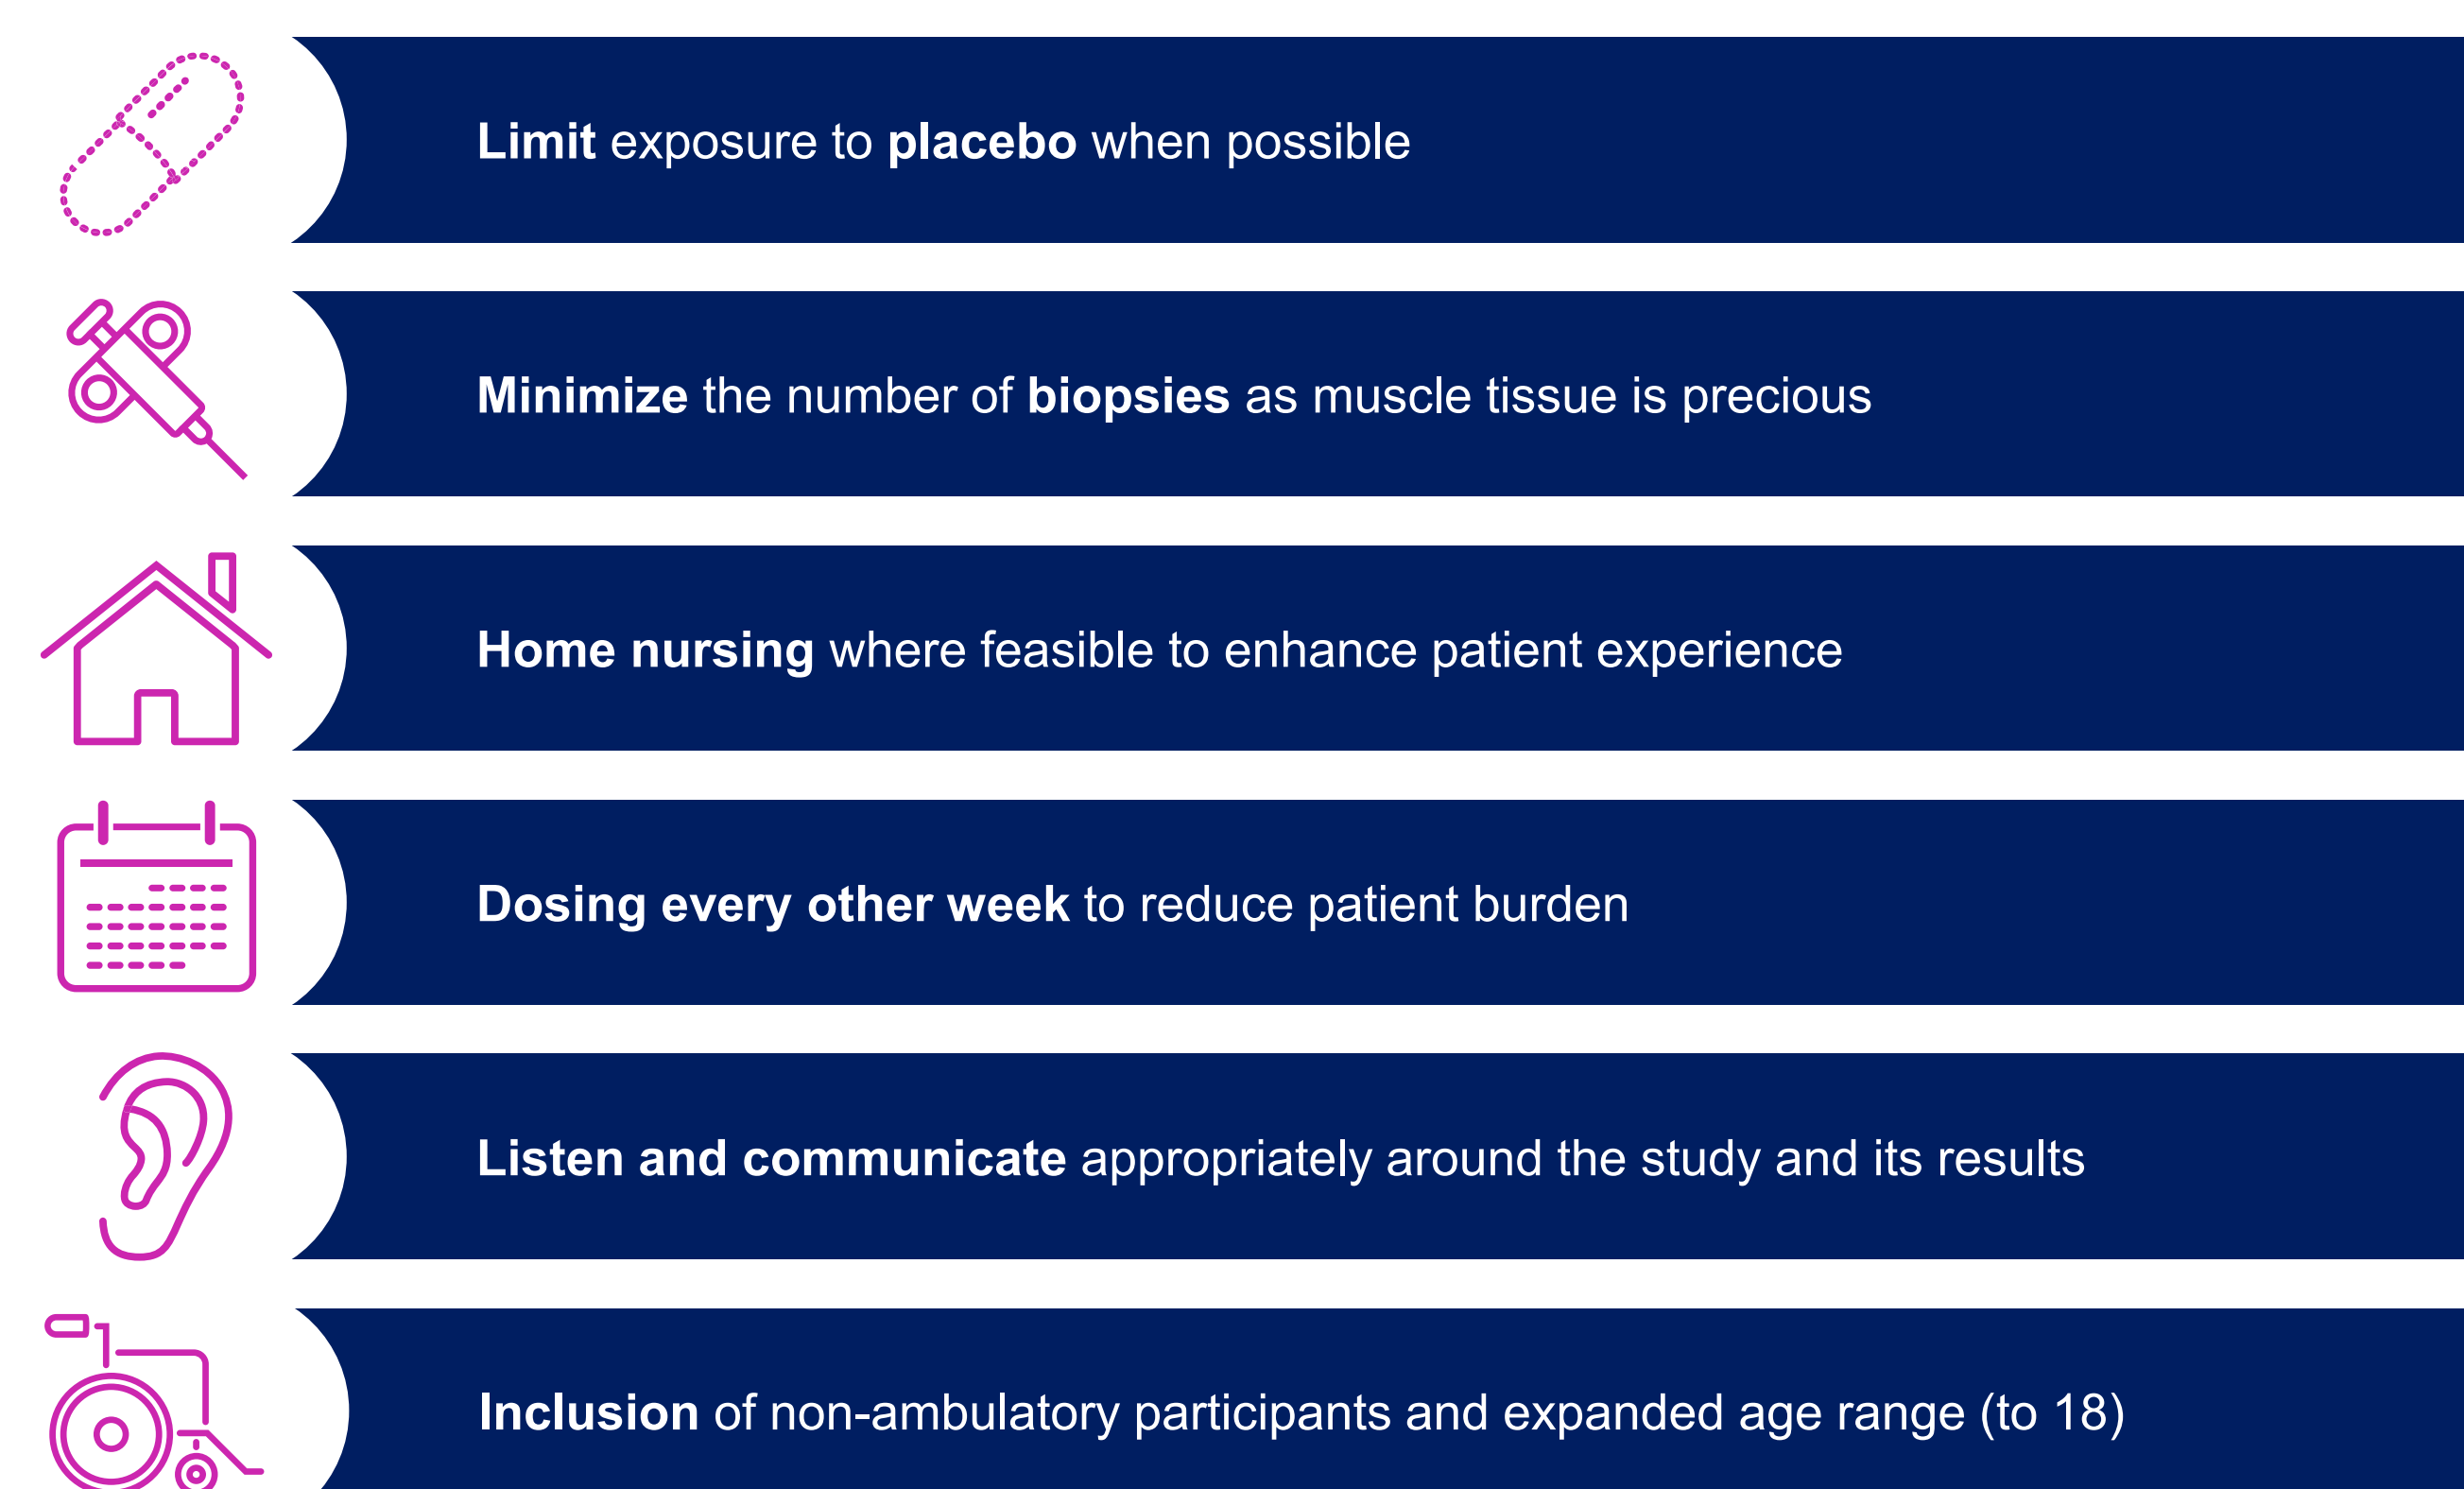 Limit exposure to placebo when possible
Minimize the number of biopsies as muscle tissue is precious
Home nursing where feasible to enhance patient experience
Dosing every other week to reduce patient burden
Listen and communicate appropriately around the study and its results
Inclusion of non-ambulatory participants and expanded age range (to 18)